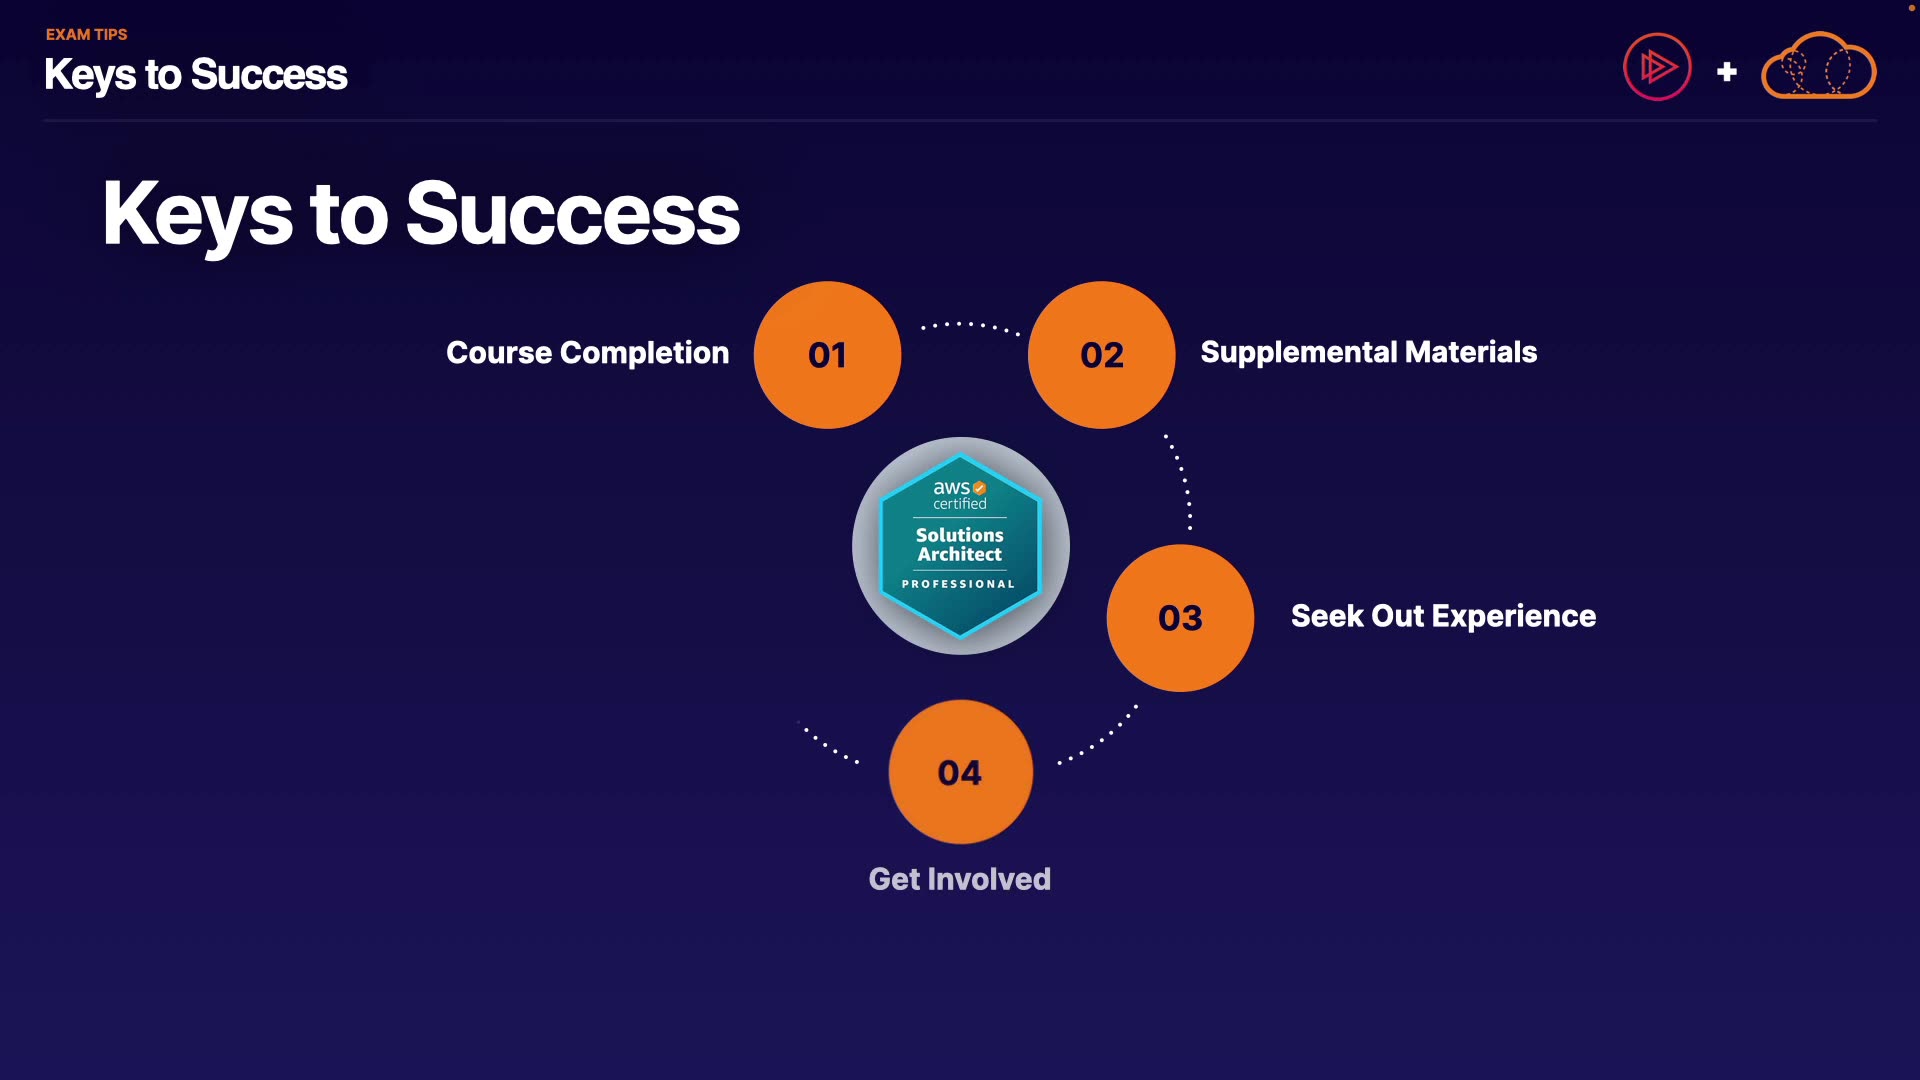 EXAM TIPS
Keys to Success
Keys to Success
Course Completion
01
02
Supplemental Materials
aws
certified
Solutions
Architect
PROFESSIONAL
03
Seek Out Experience
04
Get Involved